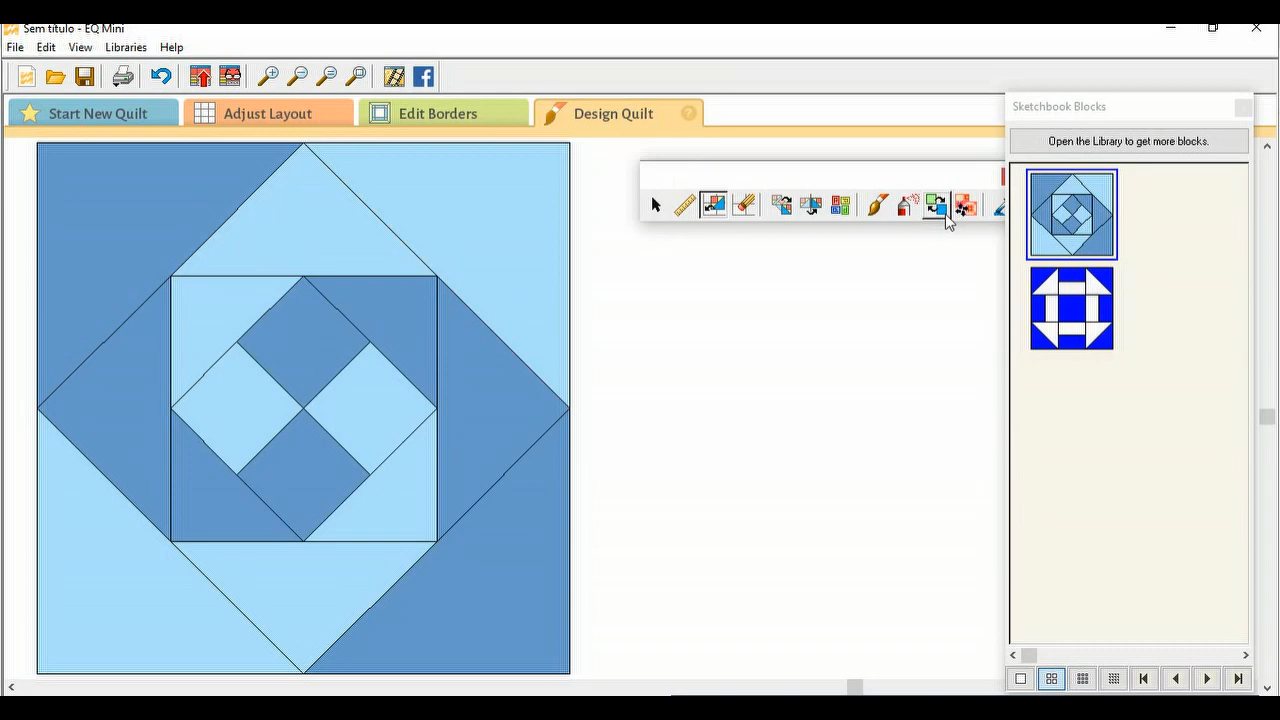 Sem título - EQ Mini
File Edit View Libraries Help
Start New Quilt Adjust Layout Edit Borders Design Quilt ?
Sketchbook Blocks
Open the Library to get more blocks.